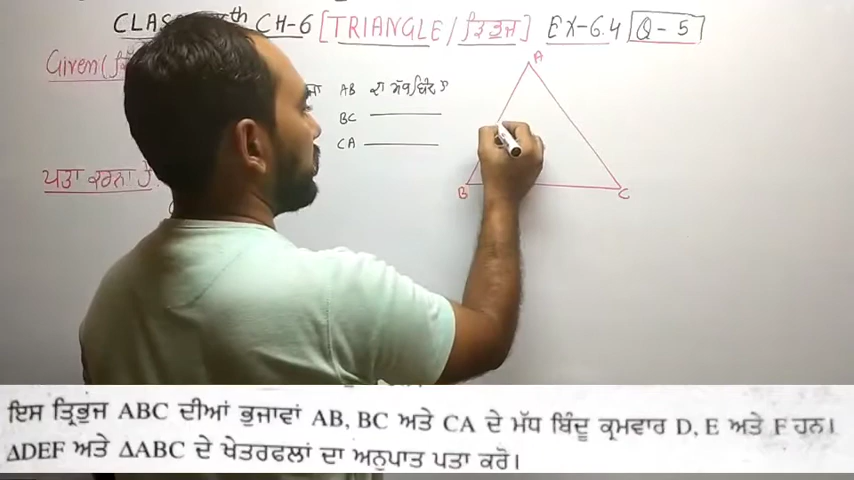 CLASS th CH-6 [TRIANGLE/ਤ੍ਰਿਭੁਜ] EX-6.4 Q-5
Given(
AB ਦਾ ਮੱਧ ਬਿੰਦੂ
BC
CA
ਪਤਾ ਕਰਨਾ ਹੈ
A
B
C
ਇਸ ਤ੍ਰਿਭੁਜ ABC ਦੀਆਂ ਭੁਜਾਵਾਂ AB, BC ਅਤੇ CA ਦੇ ਮੱਧ ਬਿੰਦੂ ਕ੍ਰਮਵਾਰ D, E ਅਤੇ F ਹਨ।
ΔDEF ਅਤੇ ΔABC ਦੇ ਖੇਤਰਫਲਾਂ ਦਾ ਅਨੁਪਾਤ ਪਤਾ ਕਰੋ।